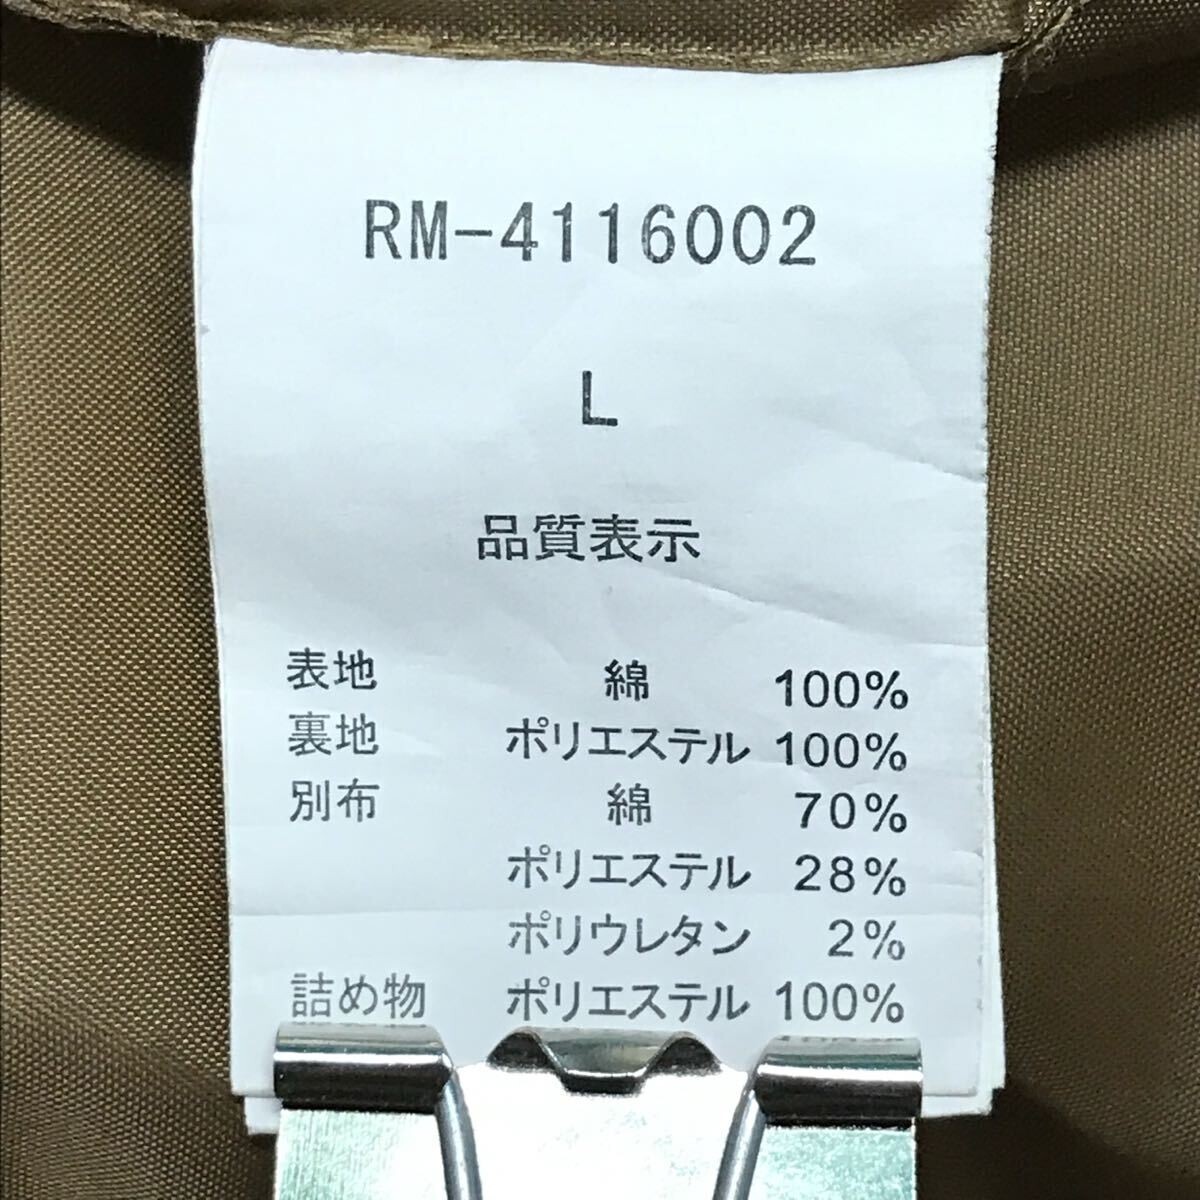 RM-4116002
L
品質表示
表地 綿 100%
裏地 ポリエステル 100%
別布 綿 70%
ポリエステル 28%
ポリウレタン 2%
詰め物 ポリエステル 100%